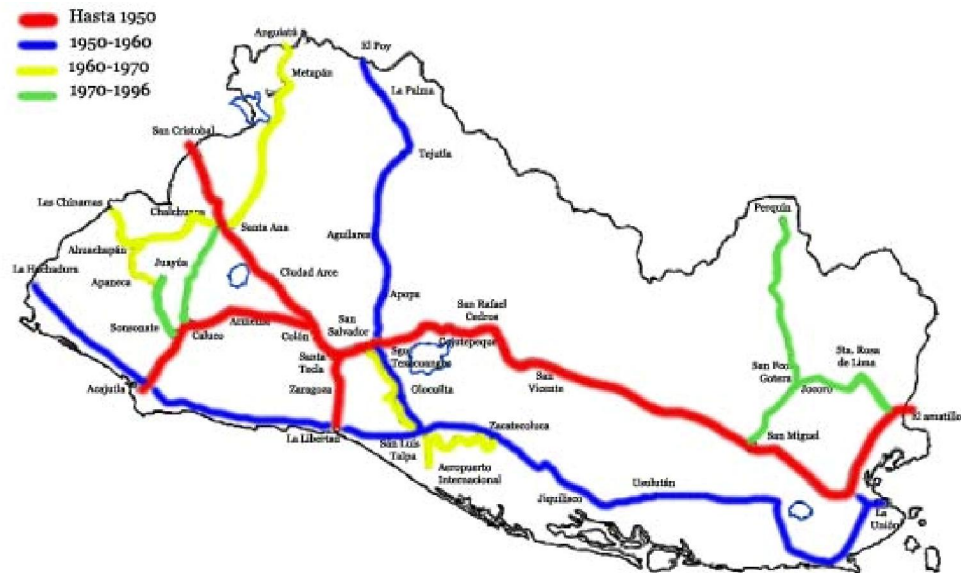 Hasta 1950
1950-1960
1960-1970
1970-1996
Anguiatú
El Poy
Metapán
La Palma
San Cristobal
Tejutla
Las Chinamas
Chalchuapa
Santa Ana
Perquín
Ahuachapán
Juayúa
Aguilares
La Hachadura
Apaneca
Ciudad Arce
Apopa
San Rafael
Cedros
Sonsonate
Caluco
Armenia
Colón
San
Salvador
Cojutepeque
Sta. Rosa
de Lima
Santa
Tecla
Sgo.
Texacuangos
San Fco
Gotera
Jocoro
Acajutla
Zaragoza
Olocuilta
San
Vicente
El amatillo
La Libertad
San Luis
Talpa
Zacatecoluca
San Miguel
Aeropuerto
Internacional
Jiquilisco
Usulután
La
Unión